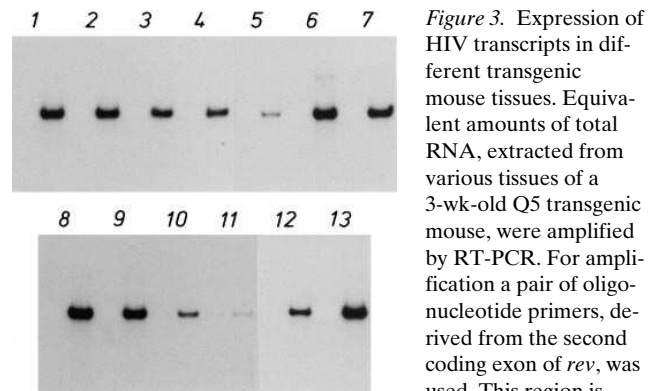 1 2 3 4 5 6 7
8 9 10 11 12 13
Figure 3. Expression of
HIV transcripts in dif-
ferent transgenic
mouse tissues. Equiva-
lent amounts of total
RNA, extracted from
various tissues of a
3-wk-old Q5 transgenic
mouse, were amplified
by RT-PCR. For ampli-
fication a pair of oligo-
nucleotide primers, de-
rived from the second
coding exon of rev, was
used. This region is